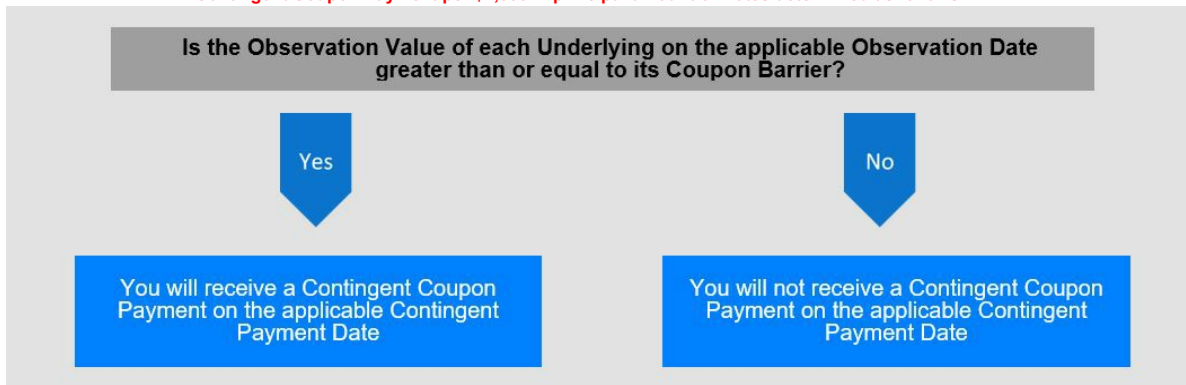 Is the Observation Value of each Underlying on the applicable Observation Date
greater than or equal to its Coupon Barrier?
Yes
No
You will receive a Contingent Coupon
Payment on the applicable Contingent
Payment Date
You will not receive a Contingent Coupon
Payment on the applicable Contingent
Payment Date